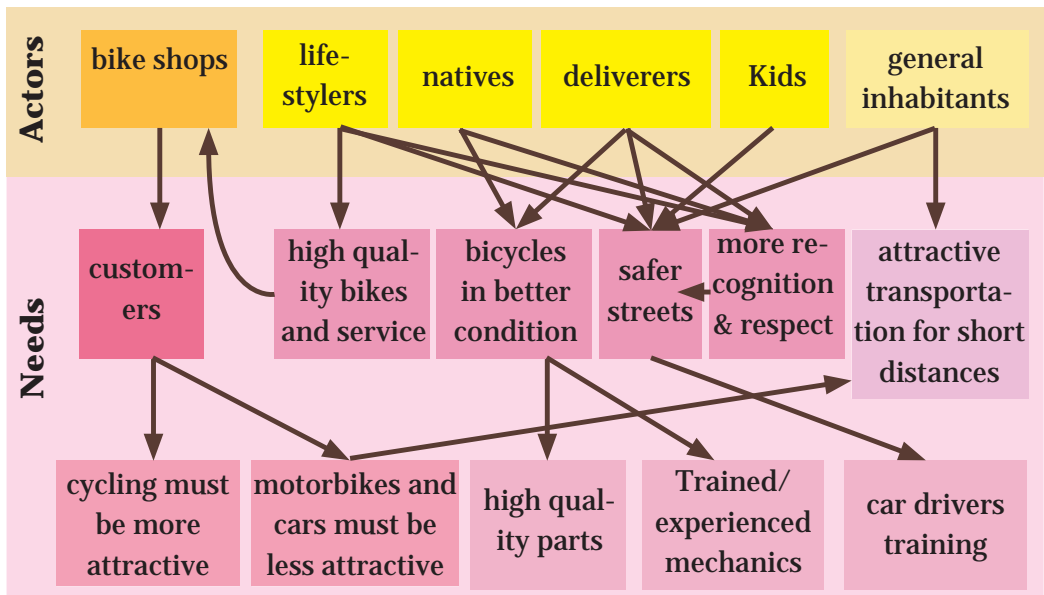 Actors
bike shops
life-
stylers
natives
deliverers
Kids
general
inhabitants
Needs
custom-
ers
high qual-
ity bikes
and service
bicycles
in better
condition
safer
streets
more re-
cognition
& respect
attractive
transporta-
tion for short
distances
cycling must
be more
attractive
motorbikes and
cars must be
less attractive
high qual-
ity parts
Trained/
experienced
mechanics
car drivers
training